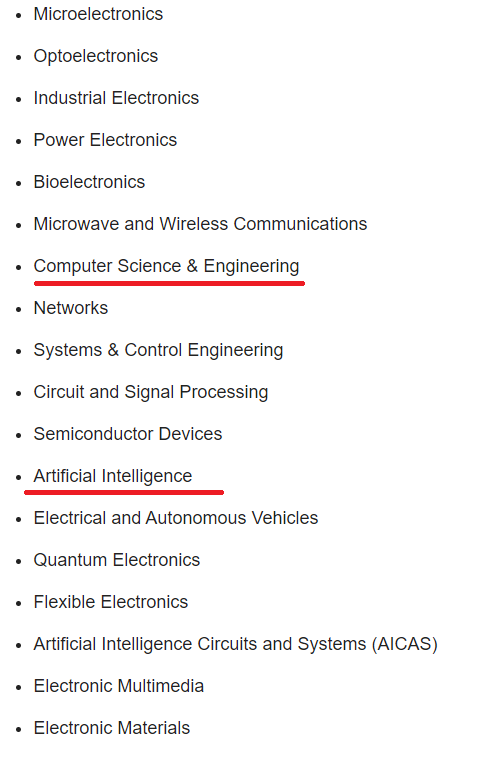 Microelectronics
Optoelectronics
Industrial Electronics
Power Electronics
Bioelectronics
Microwave and Wireless Communications
Computer Science & Engineering
Networks
Systems & Control Engineering
Circuit and Signal Processing
Semiconductor Devices
Artificial Intelligence
Electrical and Autonomous Vehicles
Quantum Electronics
Flexible Electronics
Artificial Intelligence Circuits and Systems (AICAS)
Electronic Multimedia
Electronic Materials